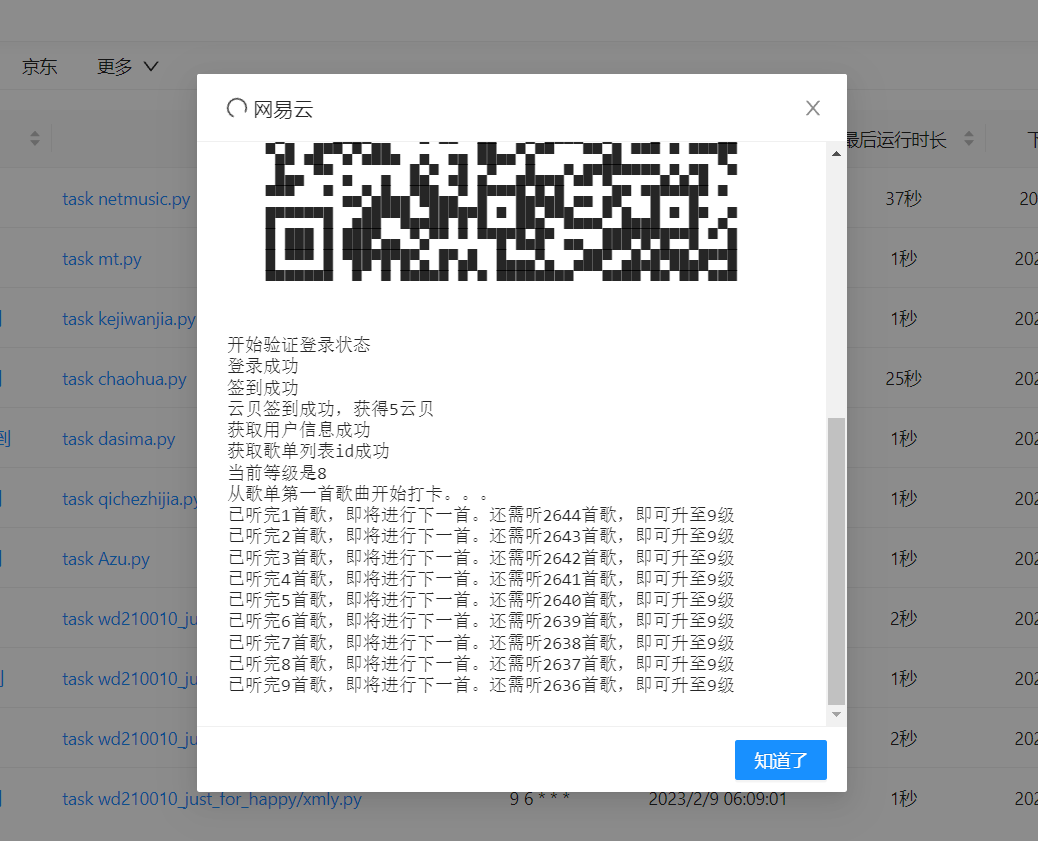 京东 更多
网易云
最后运行时长
task netmusic.py 37秒 20
task mt.py 1秒 202
task kejiwanjia.py 1秒 202
task chaohua.py 25秒 202
到 task dasima.py 1秒 202
task qichezhijia.py 1秒 202
task Azu.py 1秒 202
task wd210010_ju 2秒 202
task wd210010_ju 1秒 202
task wd210010_ju 2秒 202
task wd210010_just_for_happy/xmly.py 9 6 * * * 2023/2/9 06:09:01 1秒 202
开始验证登录状态
登录成功
签到成功
云贝签到成功，获得5云贝
获取用户信息成功
获取歌单列表id成功
当前等级是8
从歌单第一首歌曲开始打卡。。。
已听完1首歌，即将进行下一首。还需听2644首歌，即可升至9级
已听完2首歌，即将进行下一首。还需听2643首歌，即可升至9级
已听完3首歌，即将进行下一首。还需听2642首歌，即可升至9级
已听完4首歌，即将进行下一首。还需听2641首歌，即可升至9级
已听完5首歌，即将进行下一首。还需听2640首歌，即可升至9级
已听完6首歌，即将进行下一首。还需听2639首歌，即可升至9级
已听完7首歌，即将进行下一首。还需听2638首歌，即可升至9级
已听完8首歌，即将进行下一首。还需听2637首歌，即可升至9级
已听完9首歌，即将进行下一首。还需听2636首歌，即可升至9级
知道了